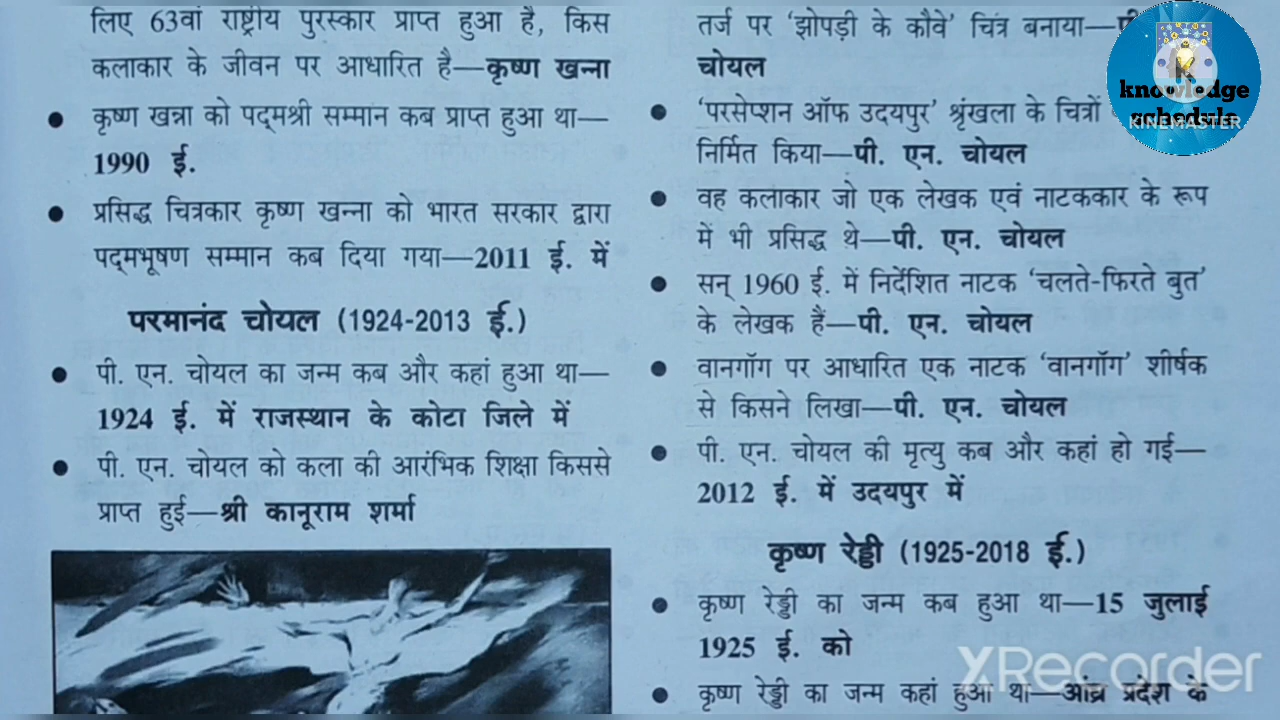 लिए 63वां राष्ट्रीय पुरस्कार प्राप्त हुआ है, किस
कलाकार के जीवन पर आधारित है—कृष्ण खन्ना
● कृष्ण खन्ना को पद्मश्री सम्मान कब प्राप्त हुआ था—
1990 ई.
● प्रसिद्ध चित्रकार कृष्ण खन्ना को भारत सरकार द्वारा
पद्मभूषण सम्मान कब दिया गया—2011 ई. में
परमानंद चोयल (1924-2013 ई.)
● पी. एन. चोयल का जन्म कब और कहां हुआ था—
1924 ई. में राजस्थान के कोटा जिले में
● पी. एन. चोयल को कला की आरंभिक शिक्षा किससे
प्राप्त हुई—श्री कानूराम शर्मा
तर्ज पर ‘झोपड़ी के कौवे’ चित्र बनाया—
चोयल
● ‘परसेप्शन ऑफ उदयपुर’ श्रृंखला के चित्रों
निर्मित किया—पी. एन. चोयल
● वह कलाकार जो एक लेखक एवं नाटककार के रूप
में भी प्रसिद्ध थे—पी. एन. चोयल
● सन् 1960 ई. में निर्देशित नाटक ‘चलते-फिरते बुत’
के लेखक हैं—पी. एन. चोयल
● वानगॉग पर आधारित एक नाटक ‘वानगॉग’ शीर्षक
से किसने लिखा—पी. एन. चोयल
● पी. एन. चोयल की मृत्यु कब और कहां हो गई—
2012 ई. में उदयपुर में
कृष्ण रेड्डी (1925-2018 ई.)
● कृष्ण रेड्डी का जन्म कब हुआ था—15 जुलाई
1925 ई. को
● कृष्ण रेड्डी का जन्म कहां हुआ था—आंध्र प्रदेश के
knowledge
schedule
KINEMASTER
XRecorder